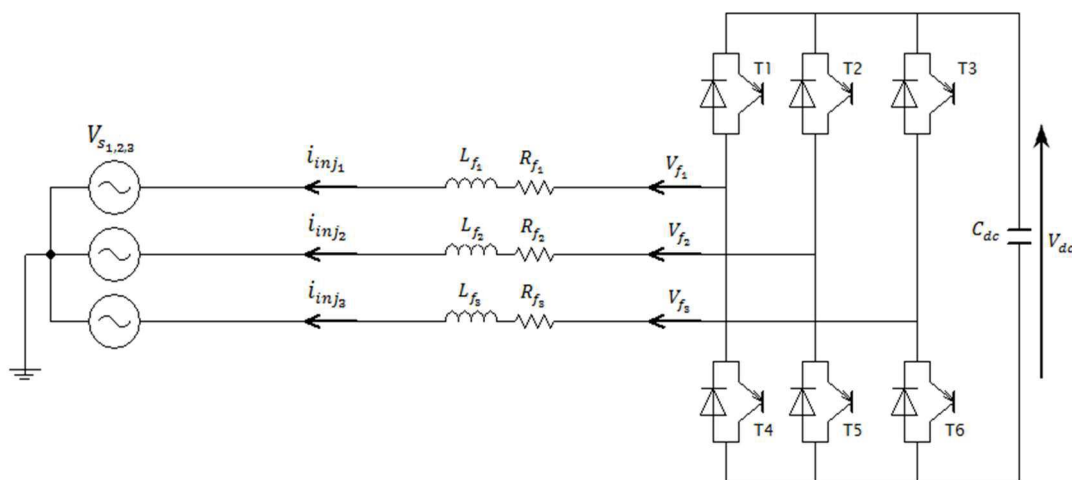 T1
T2
T3
V_{s_{1,2,3}}
i_{inj_1}
L_{f_1}
R_{f_1}
V_{f_1}
i_{inj_2}
L_{f_2}
R_{f_2}
V_{f_2}
C_{dc}
V_{dc}
i_{inj_3}
L_{f_3}
R_{f_3}
V_{f_3}
T4
T5
T6